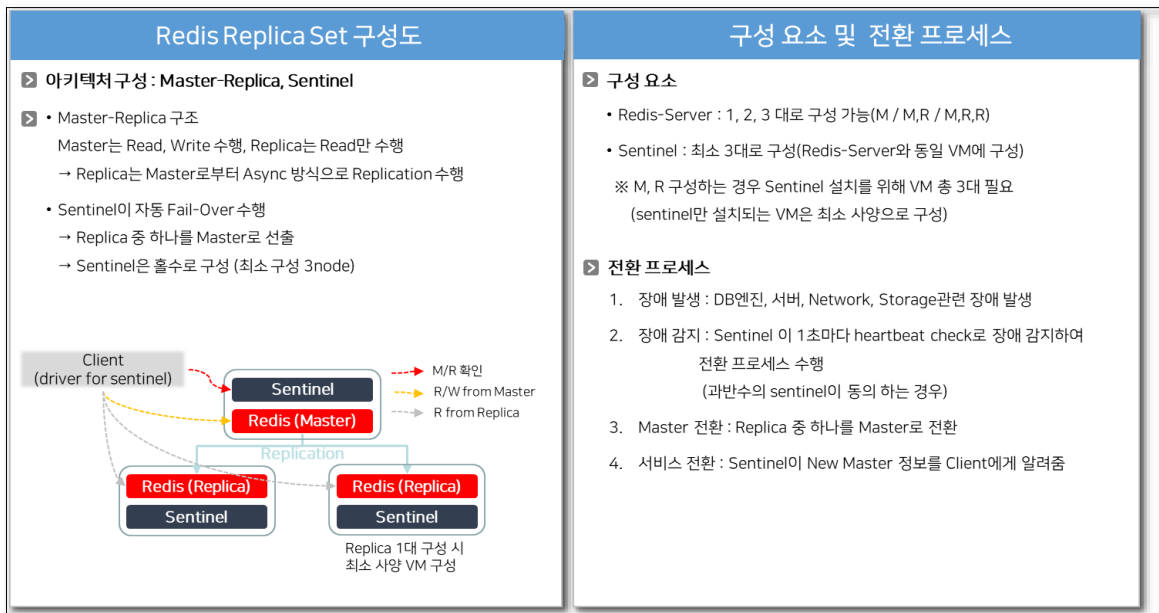 Redis Replica Set 구성도
아키텍처 구성 : Master-Replica, Sentinel
• Master-Replica 구조
Master는 Read, Write 수행, Replica는 Read만 수행
→ Replica는 Master로부터 Async 방식으로 Replication 수행
• Sentinel이 자동 Fail-Over 수행
→ Replica 중 하나를 Master로 선출
→ Sentinel은 홀수로 구성 (최소 구성 3node)
Client
(driver for sentinel)
M/R 확인
R/W from Master
R from Replica
Sentinel
Redis (Master)
Replication
Redis (Replica)
Sentinel
Redis (Replica)
Sentinel
Replica 1대 구성 시
최소 사양 VM 구성
구성 요소 및 전환 프로세스
구성 요소
• Redis-Server : 1, 2, 3 대로 구성 가능(M / M,R / M,R,R)
• Sentinel : 최소 3대로 구성(Redis-Server와 동일 VM에 구성)
※ M, R 구성하는 경우 Sentinel 설치를 위해 VM 총 3대 필요
(sentinel만 설치되는 VM은 최소 사양으로 구성)
전환 프로세스
1. 장애 발생 : DB엔진, 서버, Network, Storage관련 장애 발생
2. 장애 감지 : Sentinel 이 1초마다 heartbeat check로 장애 감지하여
전환 프로세스 수행
(과반수의 sentinel이 동의 하는 경우)
3. Master 전환 : Replica 중 하나를 Master로 전환
4. 서비스 전환 : Sentinel이 New Master 정보를 Client에게 알려줌